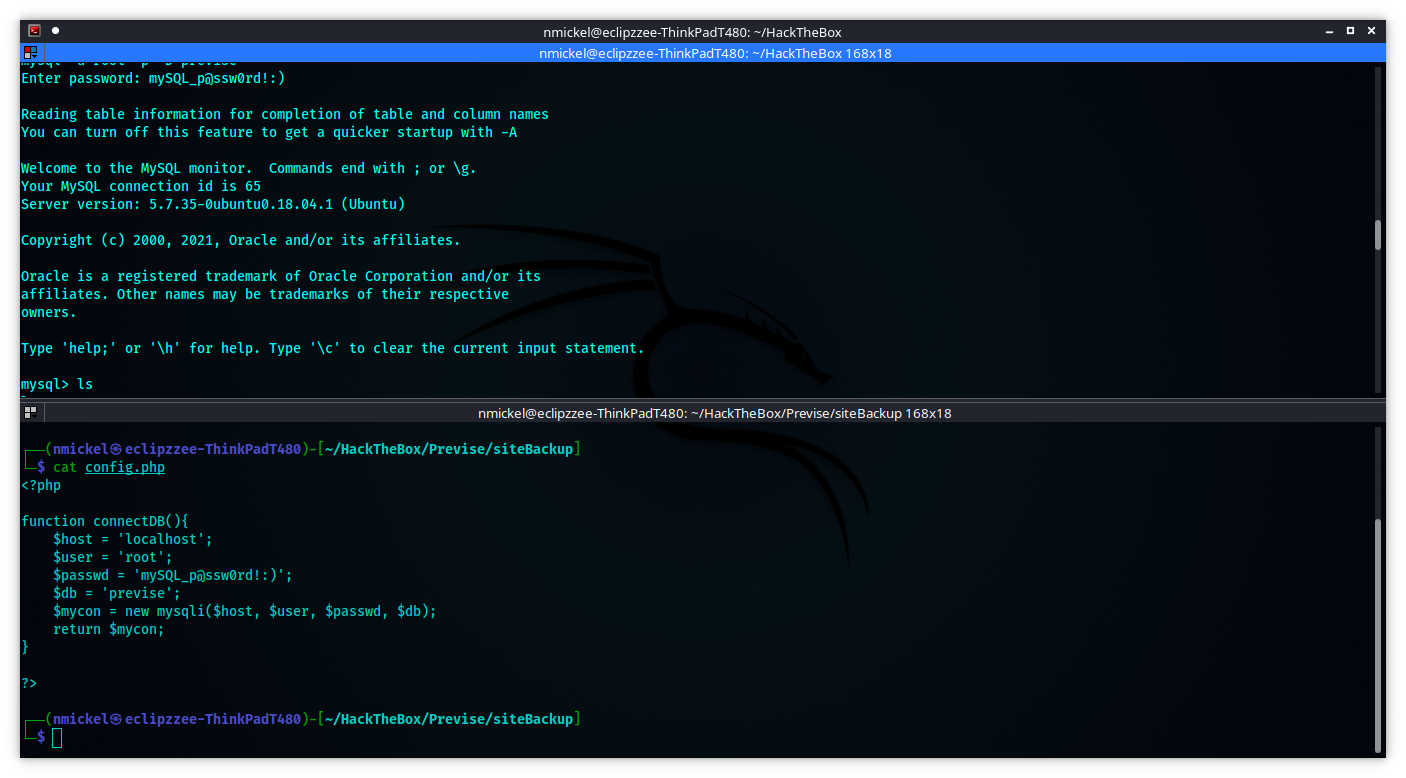 nmickel@eclipzzee-ThinkPadT480: ~/HackTheBox
nmickel@eclipzzee-ThinkPadT480: ~/HackTheBox 168x18
mysql -u root -p -D previse
Enter password: mySQL_p@ssw0rd!:)
Reading table information for completion of table and column names
You can turn off this feature to get a quicker startup with -A
Welcome to the MySQL monitor.  Commands end with ; or \g.
Your MySQL connection id is 65
Server version: 5.7.35-0ubuntu0.18.04.1 (Ubuntu)
Copyright (c) 2000, 2021, Oracle and/or its affiliates.
Oracle is a registered trademark of Oracle Corporation and/or its
affiliates. Other names may be trademarks of their respective
owners.
Type 'help;' or '\h' for help. Type '\c' to clear the current input statement.
mysql> ls
nmickel@eclipzzee-ThinkPadT480: ~/HackTheBox/Previse/siteBackup 168x18
┌──(nmickel㉿eclipzzee-ThinkPadT480)-[~/HackTheBox/Previse/siteBackup]
└─$ cat config.php
<?php
function connectDB(){
    $host = 'localhost';
    $user = 'root';
    $passwd = 'mySQL_p@ssw0rd!:)';
    $db = 'previse';
    $mycon = new mysqli($host, $user, $passwd, $db);
    return $mycon;
}
?>
┌──(nmickel㉿eclipzzee-ThinkPadT480)-[~/HackTheBox/Previse/siteBackup]
└─$